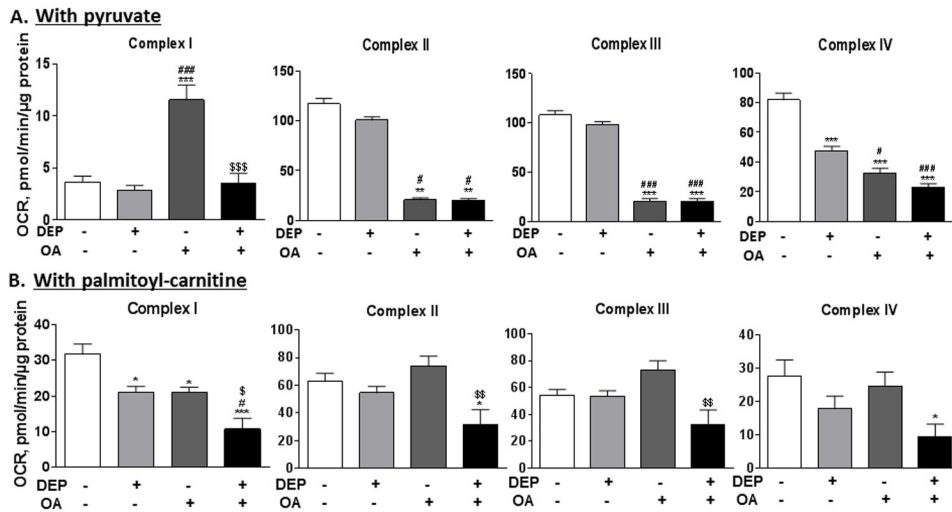 A. With pyruvate
Complex I
Complex II
Complex III
Complex IV
OCR, pmol/min/µg protein
15
10
5
0
###
***
$$$
DEP - + - +
OA - - + +
150
100
50
0
#
**
#
**
DEP - + - +
OA - - + +
150
100
50
0
###
***
###
***
DEP - + - +
OA - - + +
100
80
60
40
20
0
***
#
***
###
***
DEP - + - +
OA - - + +
B. With palmitoyl-carnitine
Complex I
Complex II
Complex III
Complex IV
OCR, pmol/min/µg protein
40
30
20
10
0
*
*
$
#
***
DEP - + - +
OA - - + +
100
80
60
40
20
0
$$
*
DEP - + - +
OA - - + +
100
80
60
40
20
0
$$
DEP - + - +
OA - - + +
40
30
20
10
0
*
DEP - + - +
OA - - + +